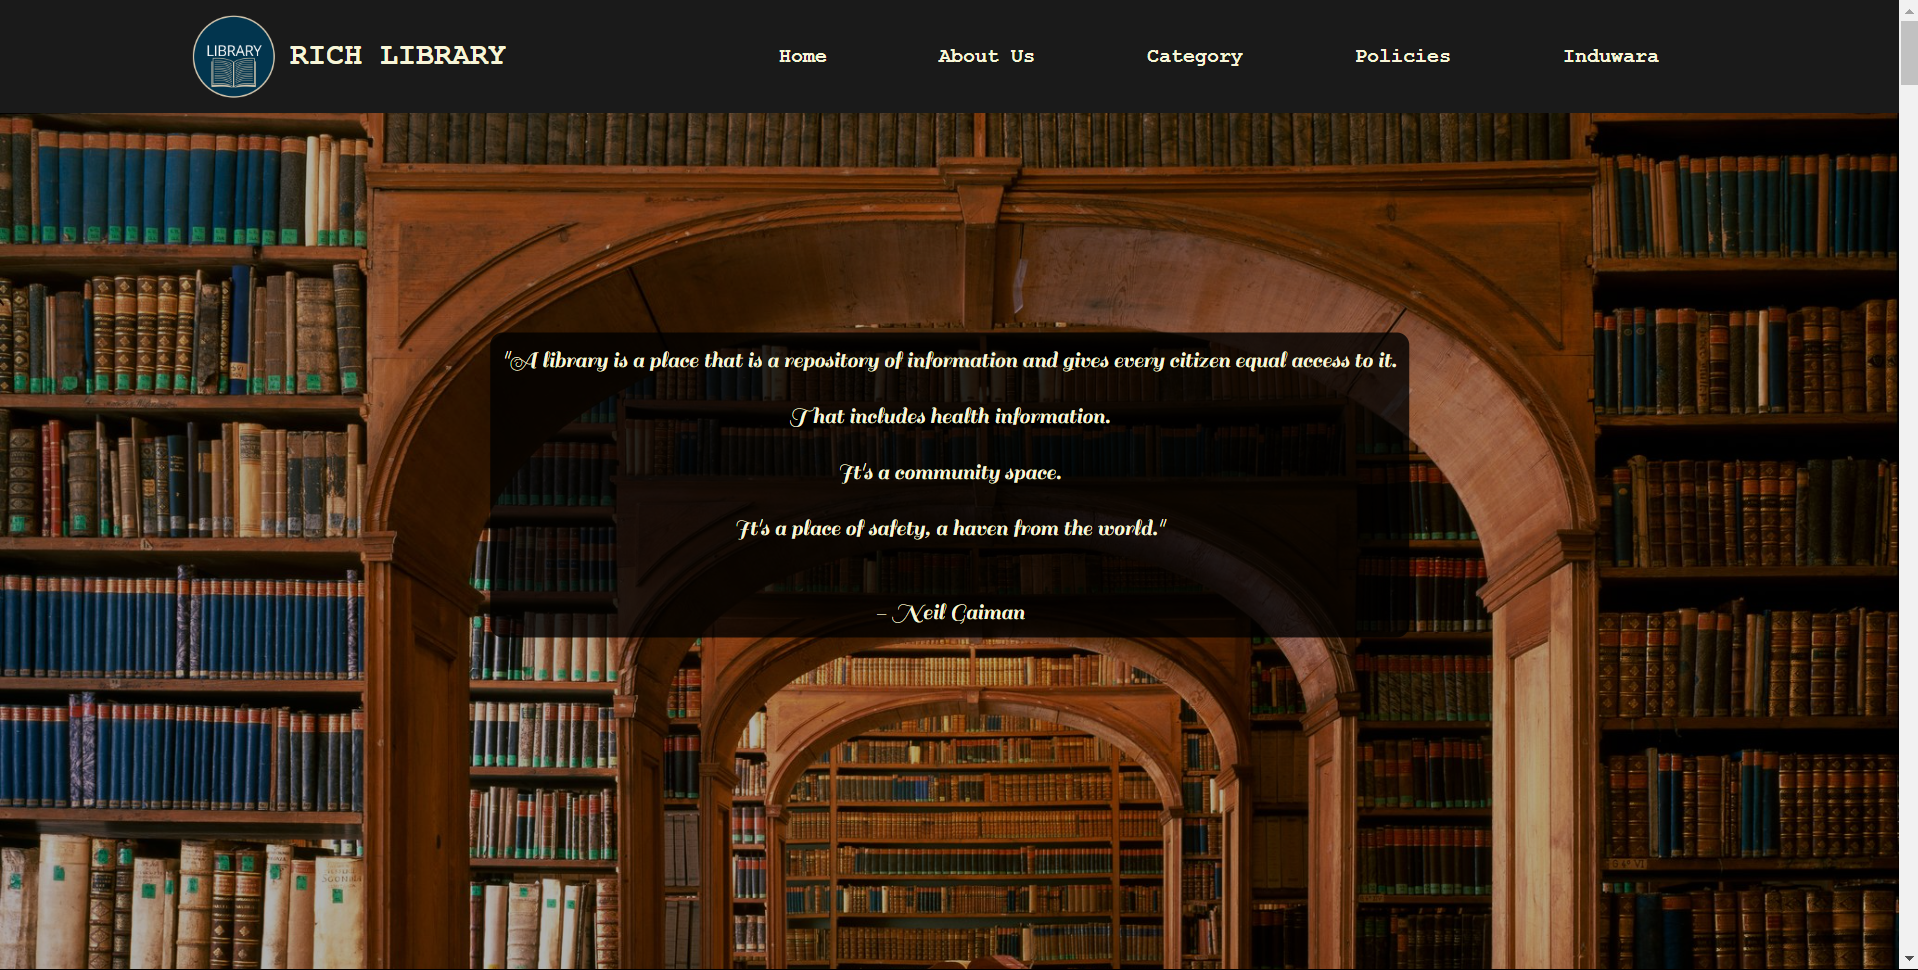 LIBRARY
RICH LIBRARY
Home
About Us
Category
Policies
Induwara
"A library is a place that is a repository of information and gives every citizen equal access to it.
That includes health information.
It's a community space.
It's a place of safety, a haven from the world."
– Neil Gaiman